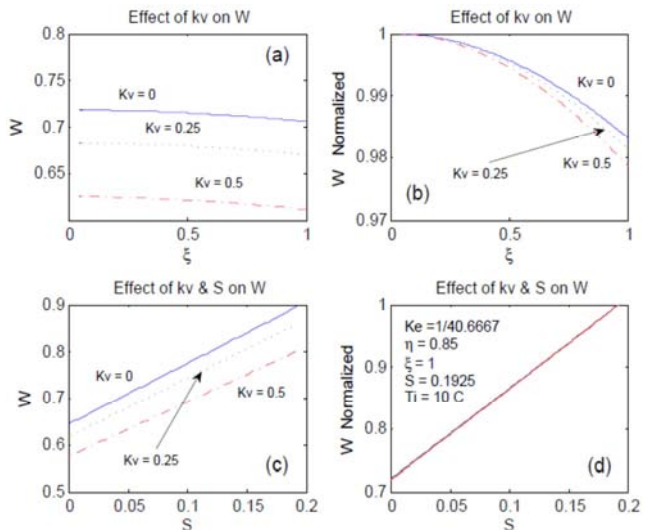 Effect of kv on W
0.8
0.75
0.7
0.65
W
(a)
Kv = 0
Kv = 0.25
Kv = 0.5
0
0.5
1
ξ
Effect of kv on W
1
0.99
0.98
0.97
W Normalized
Kv = 0
Kv = 0.25
Kv = 0.5
(b)
0
0.5
1
ξ
Effect of kv & S on W
0.9
0.8
0.7
0.6
0.5
W
Kv = 0
Kv = 0.5
Kv = 0.25
(c)
0
0.05
0.1
0.15
0.2
S
Effect of kv & S on W
1
0.9
0.8
0.7
W Normalized
Ke =1/40.6667
η = 0.85
ξ = 1
S = 0.1925
Ti = 10 C
(d)
0
0.05
0.1
0.15
0.2
S